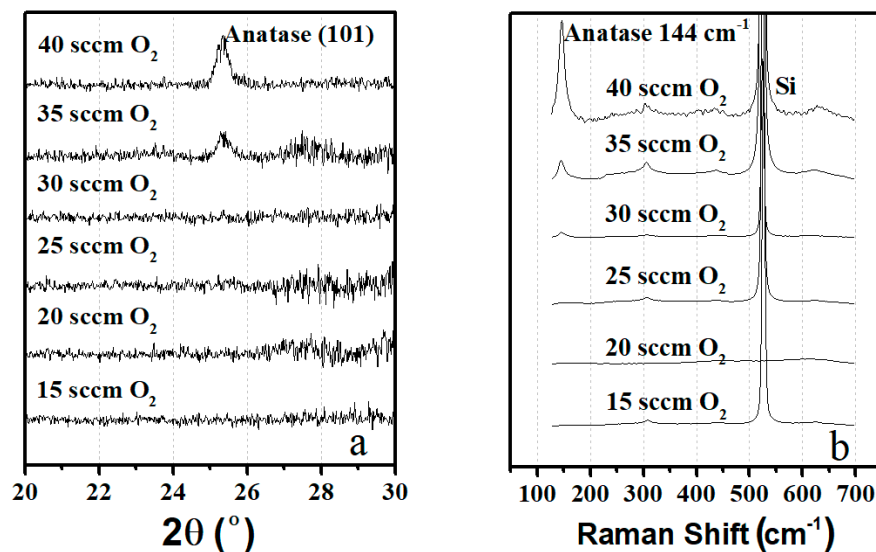 Anatase (101)
40 sccm O₂
35 sccm O₂
30 sccm O₂
25 sccm O₂
20 sccm O₂
15 sccm O₂
a
20 22 24 26 28 30
2θ (°)
Anatase 144 cm⁻¹
Si
40 sccm O₂
35 sccm O₂
30 sccm O₂
25 sccm O₂
20 sccm O₂
15 sccm O₂
b
100 200 300 400 500 600 700
Raman Shift (cm⁻¹)